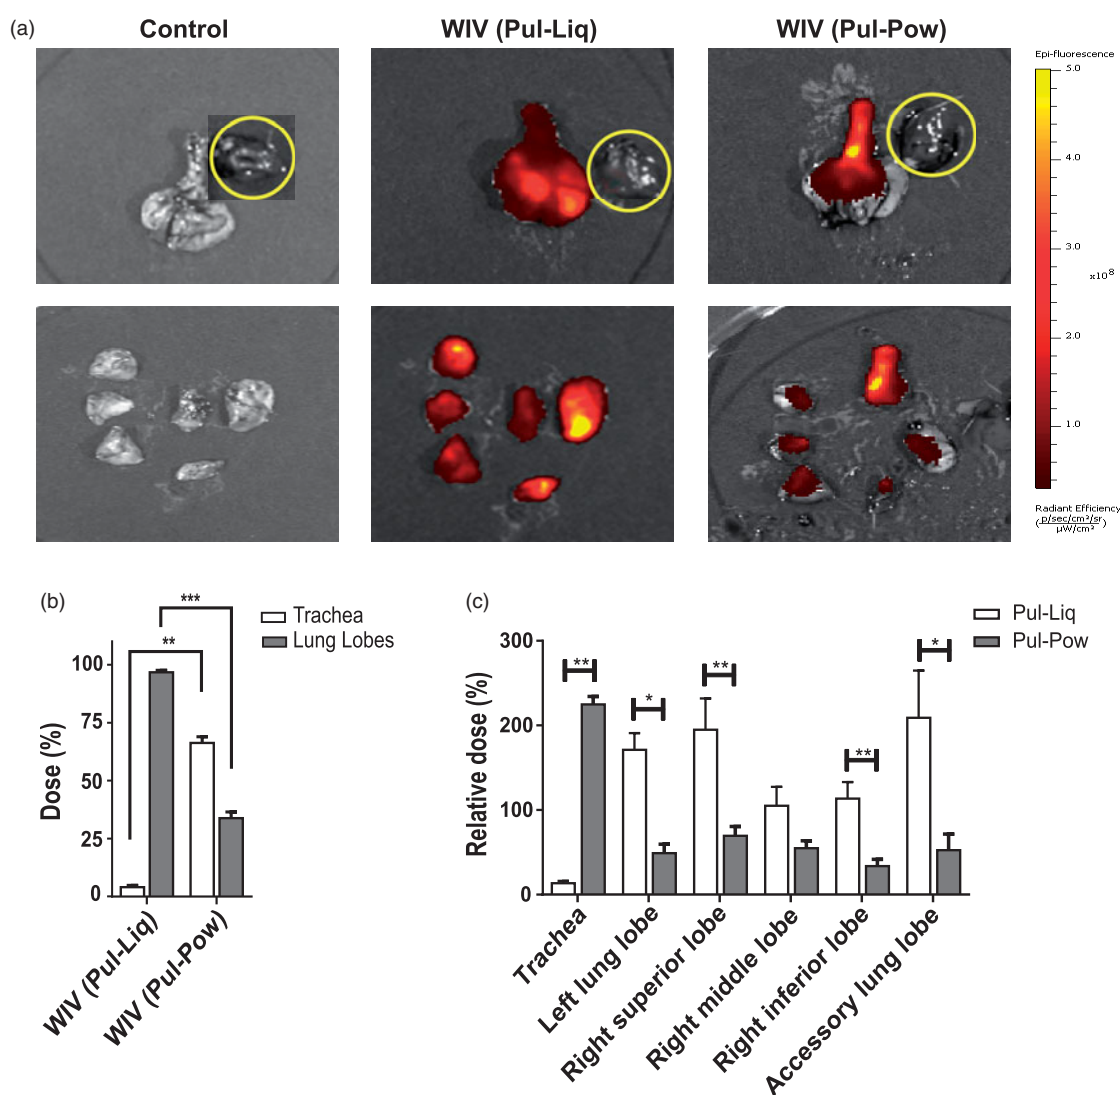 (a)
Control
WIV (Pul-Liq)
WIV (Pul-Pow)
Epi-fluorescence
5.0
4.0
3.0
x10⁸
2.0
1.0
Radiant Efficiency
(p/sec/cm²/sr
µW/cm²)
(b)
***
**
Trachea
Lung Lobes
Dose (%)
100
75
50
25
0
WIV (Pul-Liq)
WIV (Pul-Pow)
(c)
Pul-Liq
Pul-Pow
Relative dose (%)
300
200
100
0
**
*
**
**
*
Trachea
Left lung lobe
Right superior lobe
Right middle lobe
Right inferior lobe
Accessory lung lobe